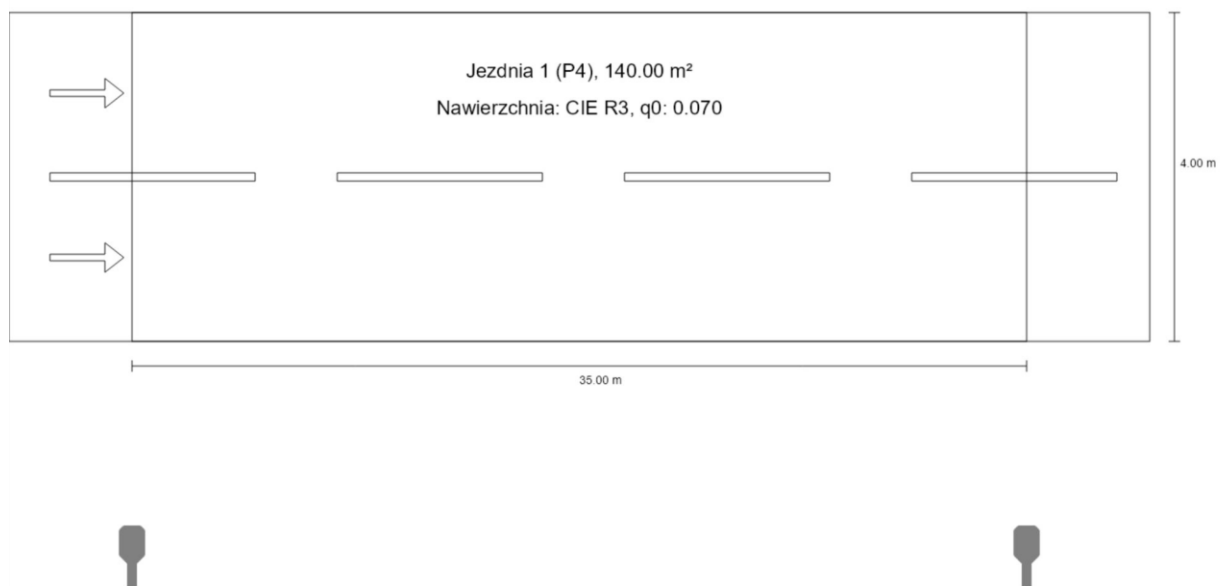 Jezdnia 1 (P4), 140.00 m²
Nawierzchnia: CIE R3, q0: 0.070
4.00 m
35.00 m